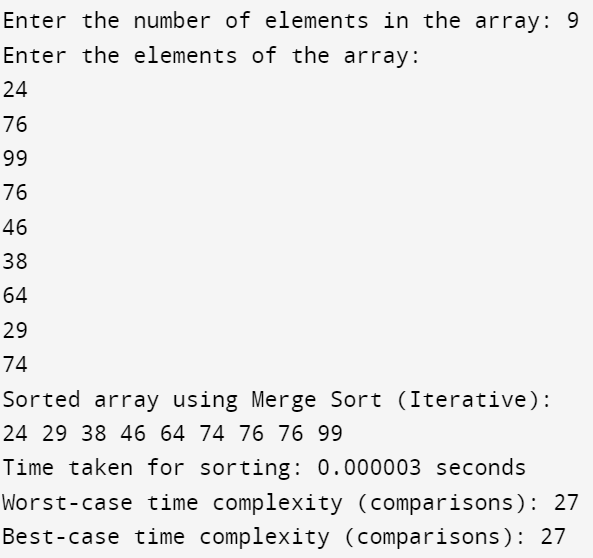 Enter the number of elements in the array: 9
Enter the elements of the array:
24
76
99
76
46
38
64
29
74
Sorted array using Merge Sort (Iterative):
24 29 38 46 64 74 76 76 99
Time taken for sorting: 0.000003 seconds
Worst-case time complexity (comparisons): 27
Best-case time complexity (comparisons): 27